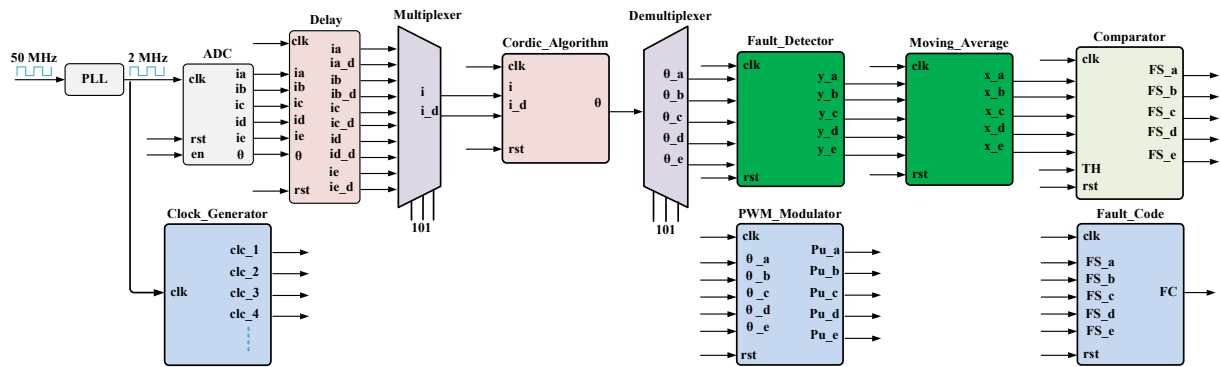 50 MHz
PLL
2 MHz
ADC
clk
rst
en
ia
ib
ic
id
ie
θ
Delay
clk
ia
ib
ic
id
ie
θ
rst
ia
ia_d
ib
ib_d
ic
ic_d
id
id_d
ie
ie_d
Multiplexer
i
i_d
101
Cordic_Algorithm
clk
i
i_d
rst
θ
Demultiplexer
θ_a
θ_b
θ_c
θ_d
θ_e
101
Fault_Detector
clk
rst
y_a
y_b
y_c
y_d
y_e
Moving_Average
clk
rst
x_a
x_b
x_c
x_d
x_e
Comparator
clk
TH
rst
FS_a
FS_b
FS_c
FS_d
FS_e
Clock_Generator
clk
clc_1
clc_2
clc_3
clc_4
PWM_Modulator
clk
θ_a
θ_b
θ_c
θ_d
θ_e
rst
Pu_a
Pu_b
Pu_c
Pu_d
Pu_e
Fault_Code
clk
FS_a
FS_b
FS_c
FS_d
FS_e
rst
FC